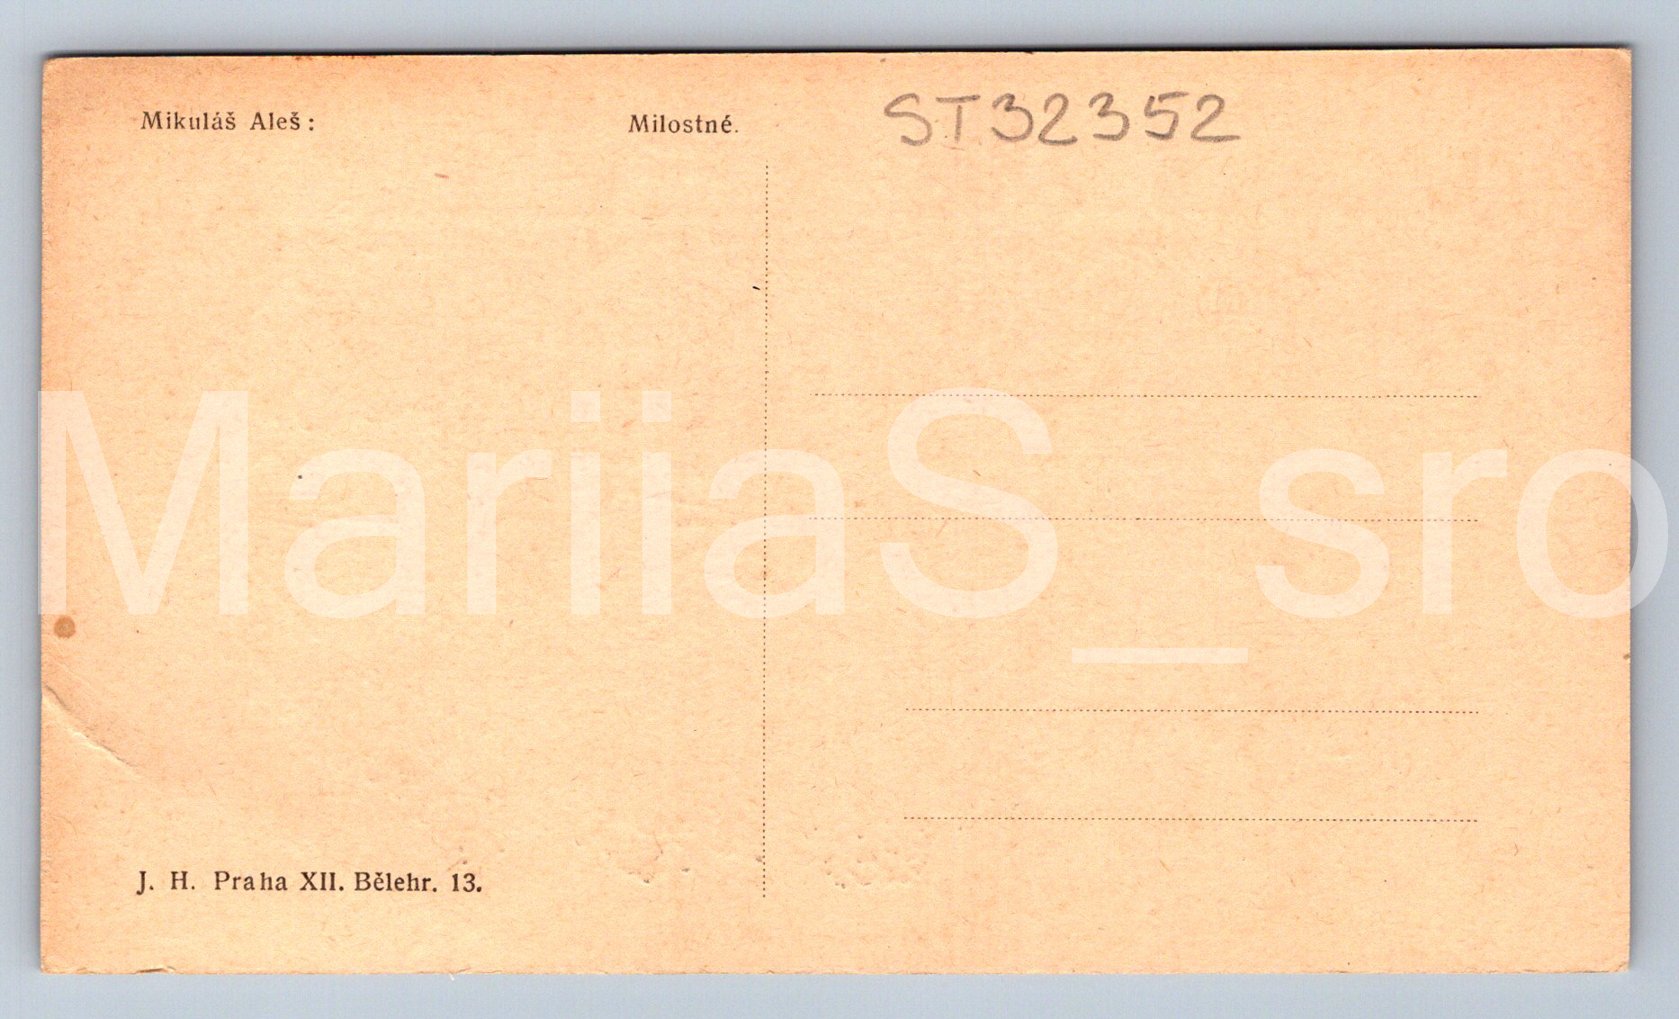 Mikuláš Aleš:
Milostné.
ST32352
MariiaS_sro
J. H. Praha XII. Bělehr. 13.